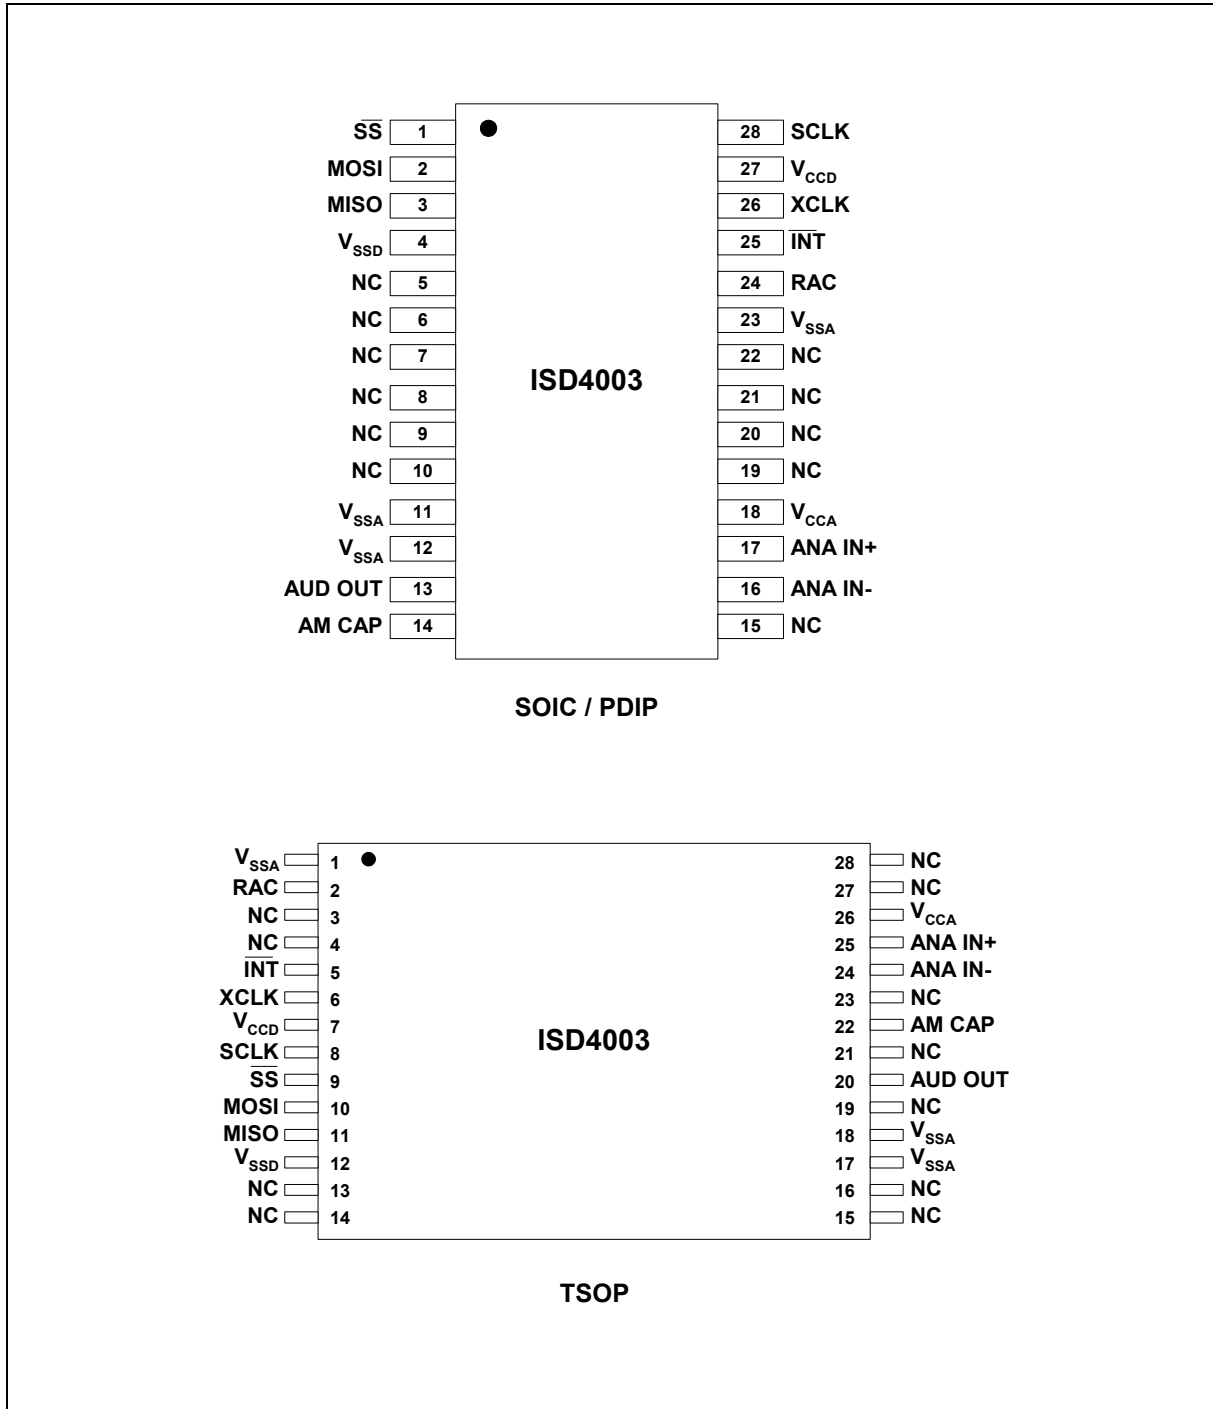 SS 1 28 SCLK
MOSI 2 27 VCCD
MISO 3 26 XCLK
VSSD 4 25 INT
NC 5 24 RAC
NC 6 23 VSSA
NC 7 22 NC
ISD4003
NC 8 21 NC
NC 9 20 NC
NC 10 19 NC
VSSA 11 18 VCCA
VSSA 12 17 ANA IN+
AUD OUT 13 16 ANA IN-
AM CAP 14 15 NC
SOIC / PDIP
VSSA 1 28 NC
RAC 2 27 NC
NC 3 26 VCCA
NC 4 25 ANA IN+
INT 5 24 ANA IN-
XCLK 6 23 NC
VCCD 7 22 AM CAP
ISD4003
SCLK 8 21 NC
SS 9 20 AUD OUT
MOSI 10 19 NC
MISO 11 18 VSSA
VSSD 12 17 VSSA
NC 13 16 NC
NC 14 15 NC
TSOP